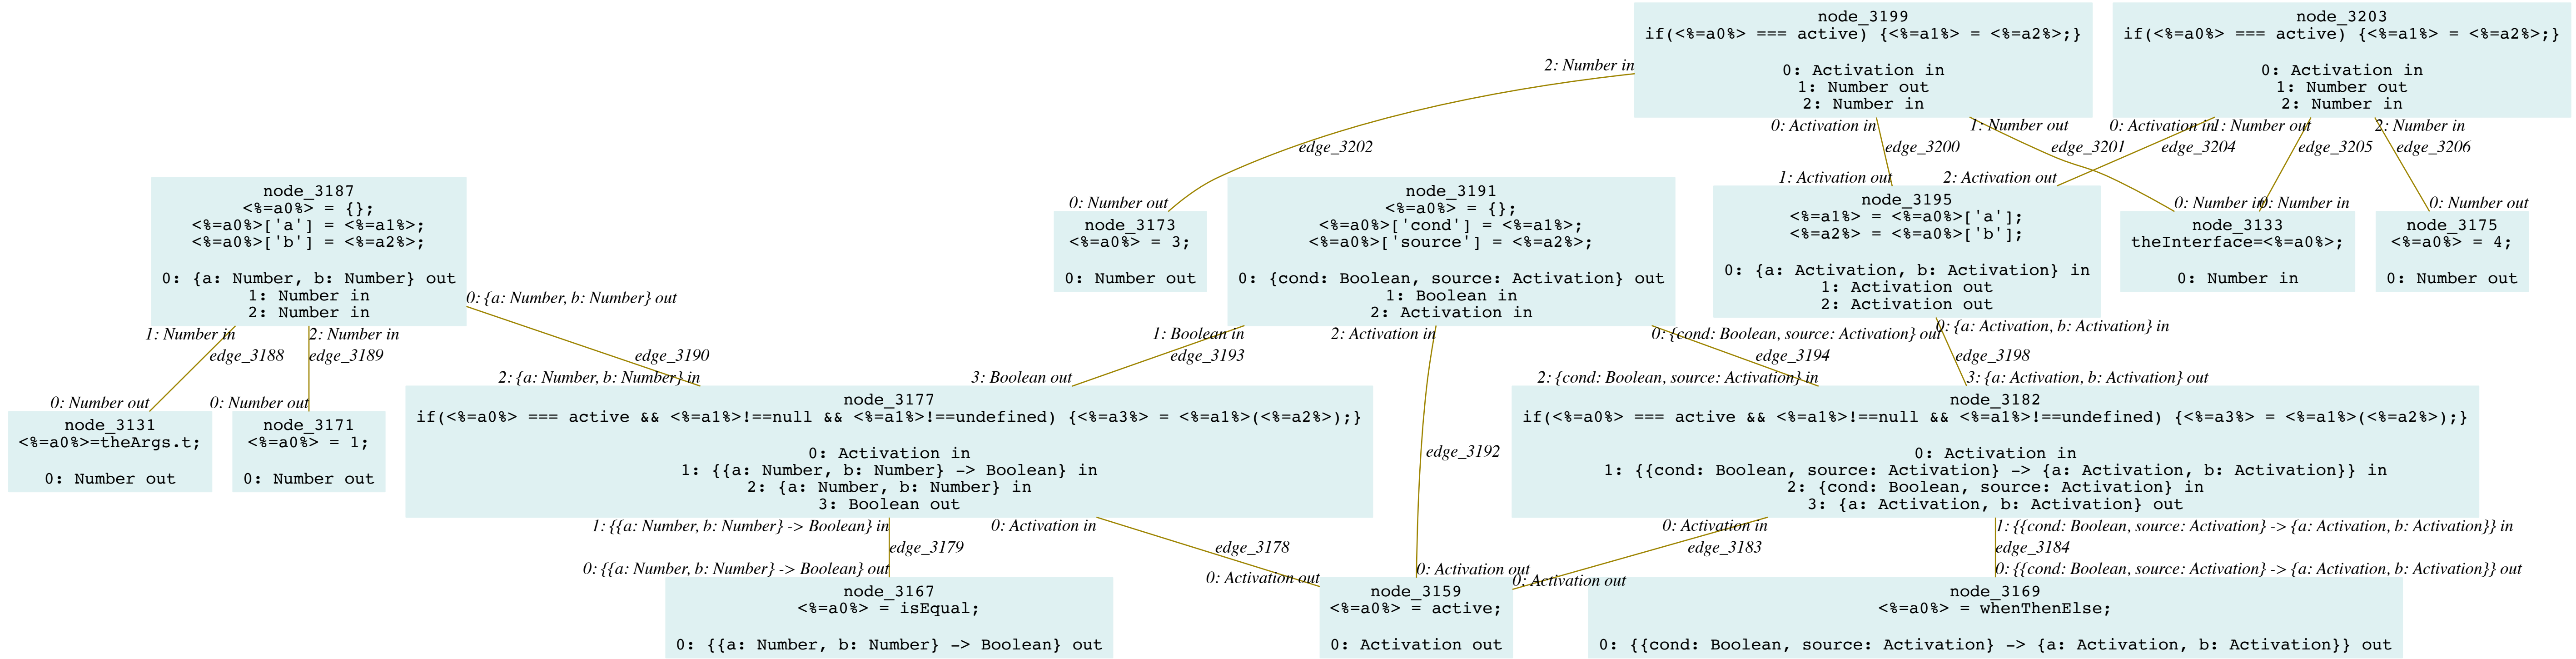 node_3199
if(<%=a0%> === active) {<%=a1%> = <%=a2%>;}
0: Activation in
1: Number out
2: Number in
node_3203
if(<%=a0%> === active) {<%=a1%> = <%=a2%>;}
0: Activation in
1: Number out
2: Number in
2: Number in
edge_3202
0: Number out
0: Activation in
edge_3200
1: Activation out
1: Number out
edge_3201
0: Number in
0: Activation in
edge_3204
2: Activation out
1: Number out
edge_3205
0: Number in
2: Number in
edge_3206
0: Number out
node_3187
<%=a0%> = {};
<%=a0%>['a'] = <%=a1%>;
<%=a0%>['b'] = <%=a2%>;
0: {a: Number, b: Number} out
1: Number in
2: Number in
node_3173
<%=a0%> = 3;
0: Number out
node_3191
<%=a0%> = {};
<%=a0%>['cond'] = <%=a1%>;
<%=a0%>['source'] = <%=a2%>;
0: {cond: Boolean, source: Activation} out
1: Boolean in
2: Activation in
node_3195
<%=a1%> = <%=a0%>['a'];
<%=a2%> = <%=a0%>['b'];
0: {a: Activation, b: Activation} in
1: Activation out
2: Activation out
node_3133
theInterface=<%=a0%>;
0: Number in
node_3175
<%=a0%> = 4;
0: Number out
1: Number in
edge_3188
0: Number out
2: Number in
edge_3189
0: Number out
0: {a: Number, b: Number} out
edge_3190
2: {a: Number, b: Number} in
1: Boolean in
edge_3193
3: Boolean out
2: Activation in
edge_3192
0: Activation out
0: {cond: Boolean, source: Activation} out
edge_3194
2: {cond: Boolean, source: Activation} in
0: {a: Activation, b: Activation} in
edge_3198
3: {a: Activation, b: Activation} out
node_3131
<%=a0%>=theArgs.t;
0: Number out
node_3171
<%=a0%> = 1;
0: Number out
node_3177
if(<%=a0%> === active && <%=a1%>!==null && <%=a1%>!==undefined) {<%=a3%> = <%=a1%>(<%=a2%>);}
0: Activation in
1: {{a: Number, b: Number} -> Boolean} in
2: {a: Number, b: Number} in
3: Boolean out
node_3182
if(<%=a0%> === active && <%=a1%>!==null && <%=a1%>!==undefined) {<%=a3%> = <%=a1%>(<%=a2%>);}
0: Activation in
1: {{cond: Boolean, source: Activation} -> {a: Activation, b: Activation}} in
2: {cond: Boolean, source: Activation} in
3: {a: Activation, b: Activation} out
1: {{a: Number, b: Number} -> Boolean} in
edge_3179
0: {{a: Number, b: Number} -> Boolean} out
0: Activation in
edge_3178
0: Activation out
0: Activation in
edge_3183
0: Activation out
1: {{cond: Boolean, source: Activation} -> {a: Activation, b: Activation}} in
edge_3184
0: {{cond: Boolean, source: Activation} -> {a: Activation, b: Activation}} out
node_3167
<%=a0%> = isEqual;
0: {{a: Number, b: Number} -> Boolean} out
node_3159
<%=a0%> = active;
0: Activation out
node_3169
<%=a0%> = whenThenElse;
0: {{cond: Boolean, source: Activation} -> {a: Activation, b: Activation}} out